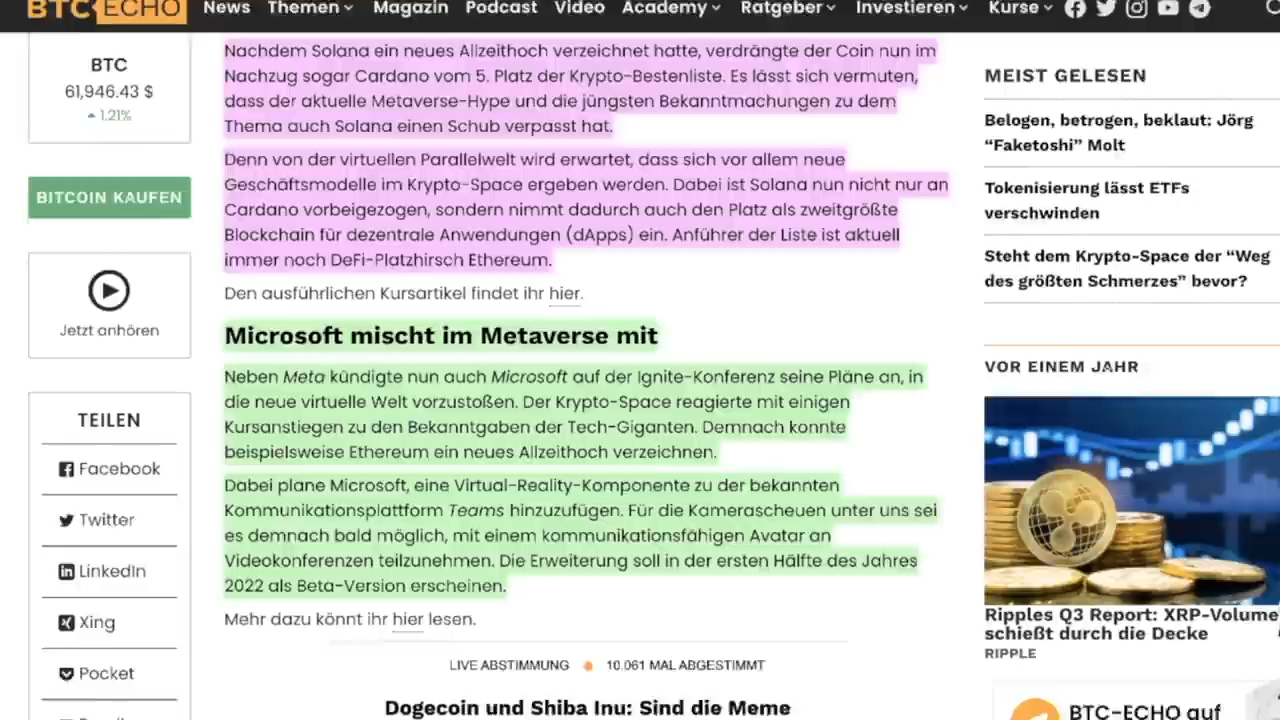 BTC-ECHO News Themen Magazin Podcast Video Academy Ratgeber Investieren Kurse
BTC
61,946.43 $
1.21%
BITCOIN KAUFEN
Jetzt anhören
TEILEN
Facebook
Twitter
LinkedIn
Xing
Pocket
Nachdem Solana ein neues Allzeithoch verzeichnet hatte, verdrängte der Coin nun im
Nachzug sogar Cardano vom 5. Platz der Krypto-Bestenliste. Es lässt sich vermuten,
dass der aktuelle Metaverse-Hype und die jüngsten Bekanntmachungen zu dem
Thema auch Solana einen Schub verpasst hat.
Denn von der virtuellen Parallelwelt wird erwartet, dass sich vor allem neue
Geschäftsmodelle im Krypto-Space ergeben werden. Dabei ist Solana nun nicht nur an
Cardano vorbeigezogen, sondern nimmt dadurch auch den Platz als zweitgrößte
Blockchain für dezentrale Anwendungen (dApps) ein. Anführer der Liste ist aktuell
immer noch DeFi-Platzhirsch Ethereum.
Den ausführlichen Kursartikel findet ihr hier.
Microsoft mischt im Metaverse mit
Neben Meta kündigte nun auch Microsoft auf der Ignite-Konferenz seine Pläne an, in
die neue virtuelle Welt vorzustoßen. Der Krypto-Space reagierte mit einigen
Kursanstiegen zu den Bekanntgaben der Tech-Giganten. Demnach konnte
beispielsweise Ethereum ein neues Allzeithoch verzeichnen.
Dabei plane Microsoft, eine Virtual-Reality-Komponente zu der bekannten
Kommunikationsplattform Teams hinzuzufügen. Für die Kamerascheuen unter uns sei
es demnach bald möglich, mit einem kommunikationsfähigen Avatar an
Videokonferenzen teilzunehmen. Die Erweiterung soll in der ersten Hälfte des Jahres
2022 als Beta-Version erscheinen.
Mehr dazu könnt ihr hier lesen.
LIVE ABSTIMMUNG 10.061 MAL ABGESTIMMT
Dogecoin und Shiba Inu: Sind die Meme
MEIST GELESEN
Belogen, betrogen, beklaut: Jörg
“Faketoshi” Molt
Tokenisierung lässt ETFs
verschwinden
Steht dem Krypto-Space der “Weg
des größten Schmerzes” bevor?
VOR EINEM JAHR
Ripples Q3 Report: XRP-Volume
schießt durch die Decke
RIPPLE
BTC-ECHO auf